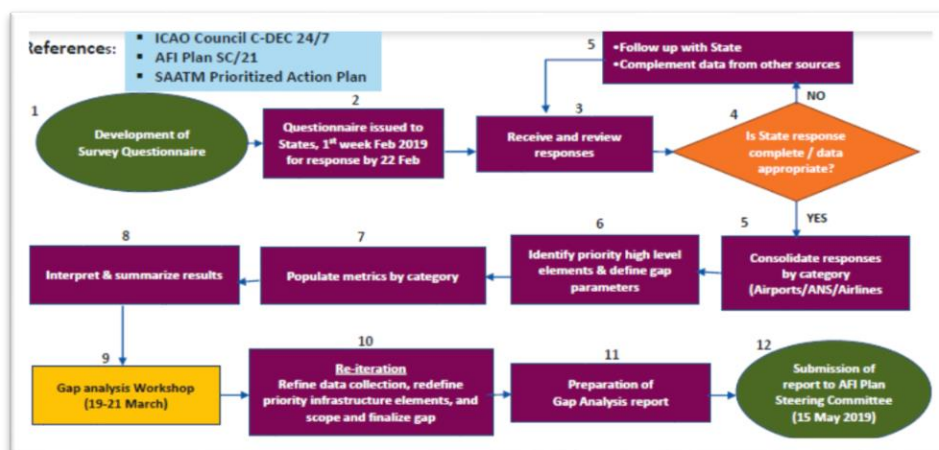 References:
▪ ICAO Council C-DEC 24/7
▪ AFI Plan SC/21
▪ SAATM Prioritized Action Plan
1
Development of
Survey Questionnaire
2
Questionnaire issued to
States, 1st week Feb 2019
for response by 22 Feb
3
Receive and review
responses
5
•Follow up with State
•Complement data from other sources
NO
4
Is State response
complete / data
appropriate?
YES
5
Consolidate responses
by category
(Airports/ANS/Airlines
6
Identify priority high level
elements & define gap
parameters
7
Populate metrics by category
8
Interpret & summarize results
9
Gap analysis Workshop
(19-21 March)
10
Re-iteration
Refine data collection, redefine
priority infrastructure elements, and
scope and finalize gap
11
Preparation of
Gap Analysis report
12
Submission of
report to AFI Plan
Steering Committee
(15 May 2019)